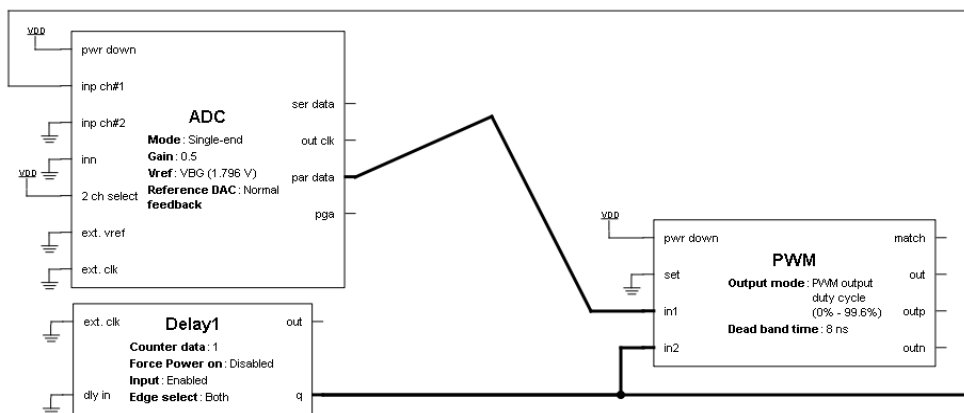 VDD
pwr down
inp ch#1
inp ch#2
inn
VDD
2 ch select
ext. vref
ext. clk
ADC
Mode : Single-end
Gain : 0.5
Vref : VBG (1.796 V)
Reference DAC : Normal
feedback
ser data
out clk
par data
pga
VDD
pwr down
set
in1
in2
PWM
Output mode : PWM output
duty cycle
(0% - 99.6%)
Dead band time : 8 ns
match
out
outp
outn
ext. clk
dly in
Delay1
Counter data : 1
Force Power on : Disabled
Input : Enabled
Edge select : Both
out
q